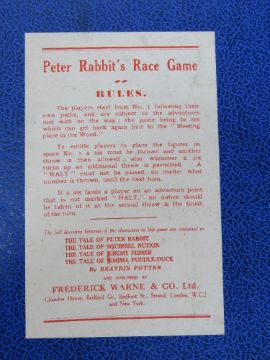 Peter Rabbit's Race Game
RULES.
The players start from No. 1 following their
own paths, and are subject to the adventures
met with on the way; the game being to see
which can get back again first to the "Meeting
place in the Wood."
To entitle players to place the figures on
space No. 1 a six must be thrown and another
throw is then allowed; also whenever a six
turns up an additional throw is permitted. A
"HALT" must not be passed, no matter what
number is thrown, until the next turn.
If a six lands a player on an adventure point
that is not marked "HALT," no notice should
be taken of it as the second throw is the finish
of the turn.
The full diverting histories of the characters in this game are contained in
THE TALE OF PETER RABBIT
THE TALE OF SQUIRREL NUTKIN
THE TALE OF JEREMY FISHER
THE TALE OF JEMIMA PUDDLE-DUCK
By BEATRIX POTTER
AND PUBLISHED BY
FREDERICK WARNE & CO. Ltd.
Chandos House, Bedford Ct., Bedford St., Strand, London, W.C.2
and New York.